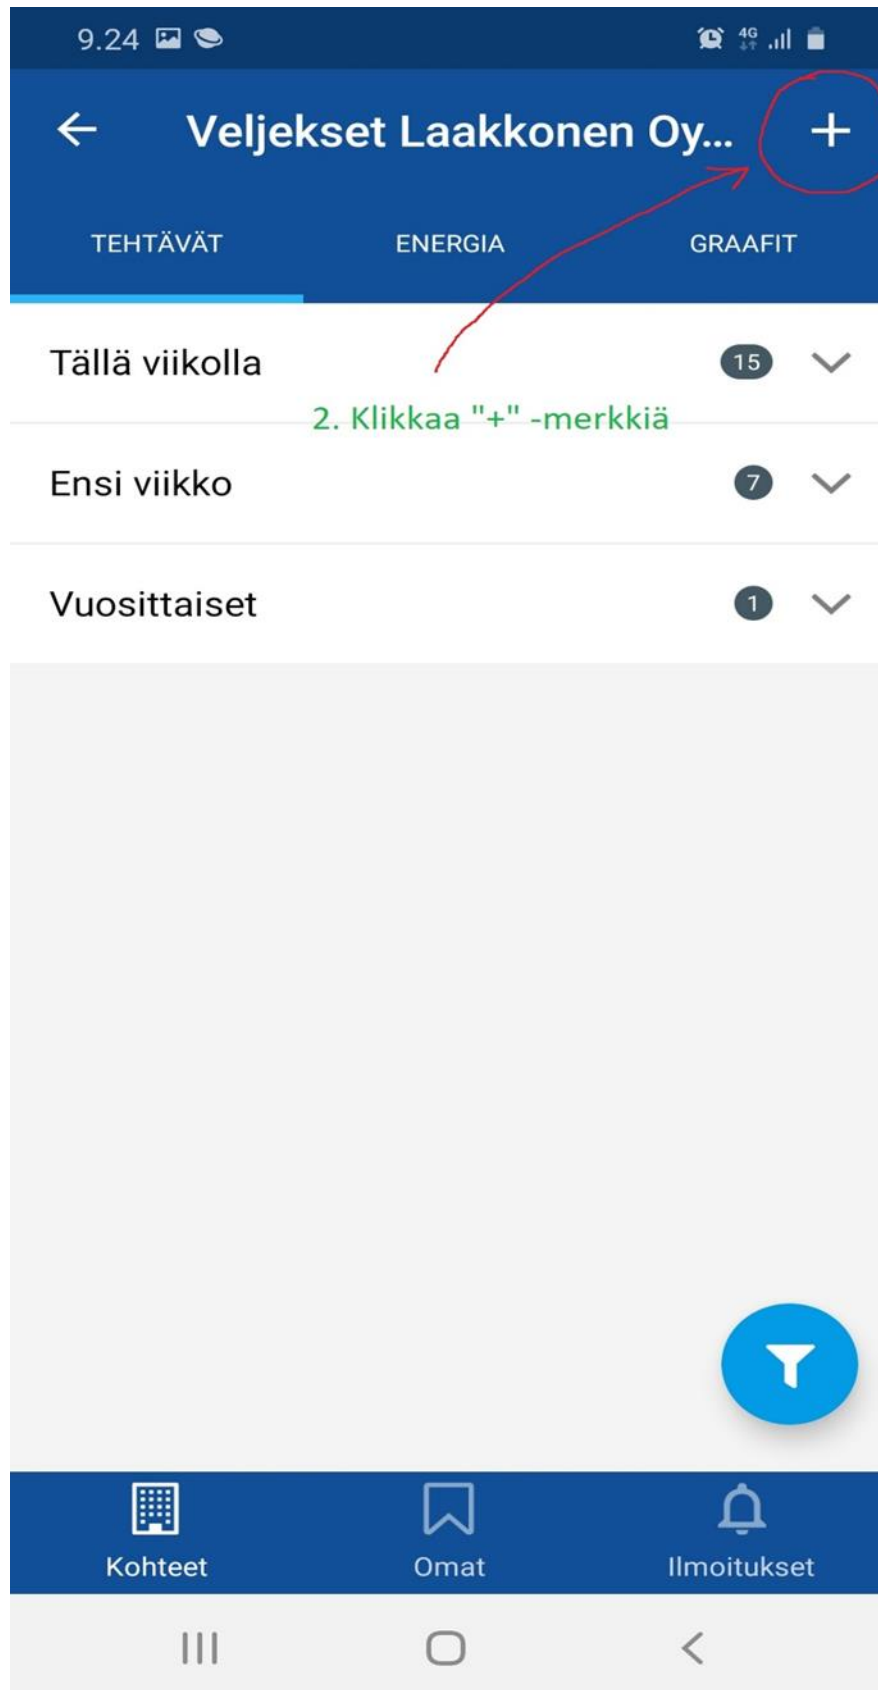 9.24 4G
Veljekset Laakkonen Oy... +
TEHTÄVÄT ENERGIA GRAAFIT
Tällä viikolla 15
2. Klikkaa "+" -merkkiä
Ensi viikko 7
Vuosittaiset 1
Kohteet Omat Ilmoitukset